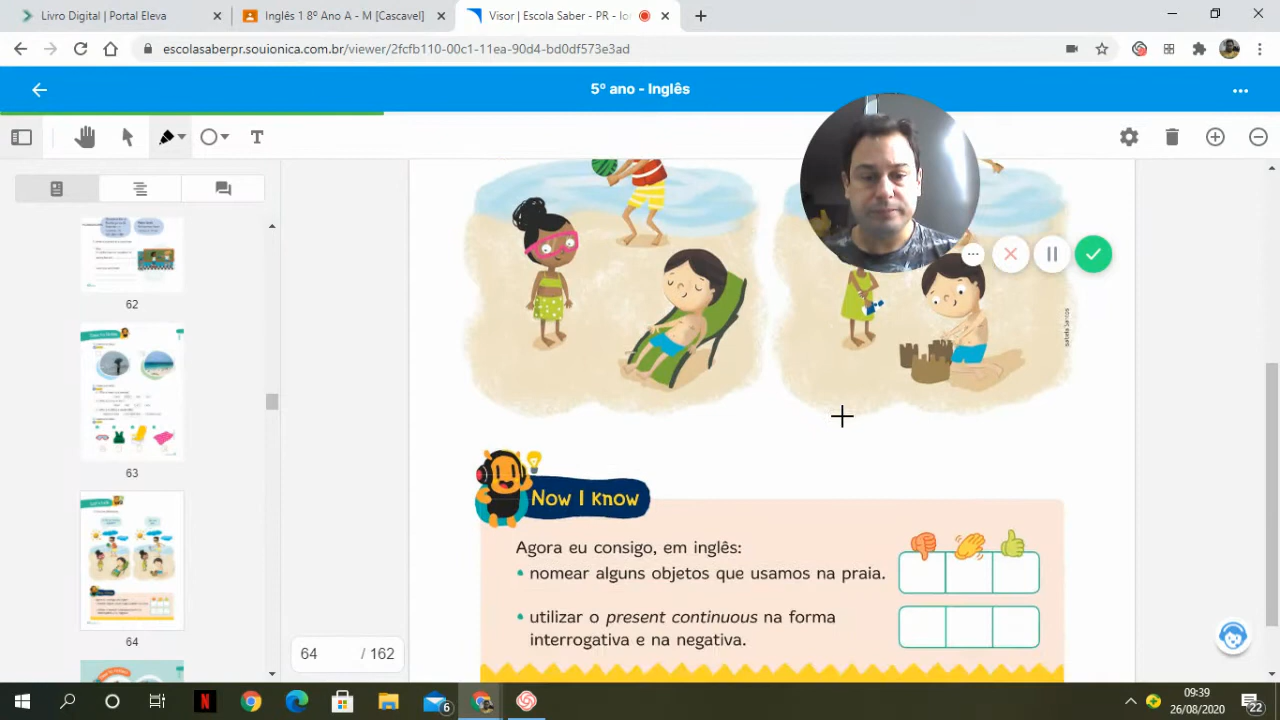 Livro Digital | Portal Eleva
Inglês 1 8º Ano A - M [Cascavel]
Visor | Escola Saber - PR - Io
escolasaberpr.souionica.com.br/viewer/2fcfb110-00c1-11ea-90d4-bd0df573e3ad
5º ano - Inglês
T
62
63
64
Now I know
Agora eu consigo, em inglês:
• nomear alguns objetos que usamos na praia.
• utilizar o present continuous na forma
interrogativa e na negativa.
64 / 162
6
09:39
26/08/2020
22